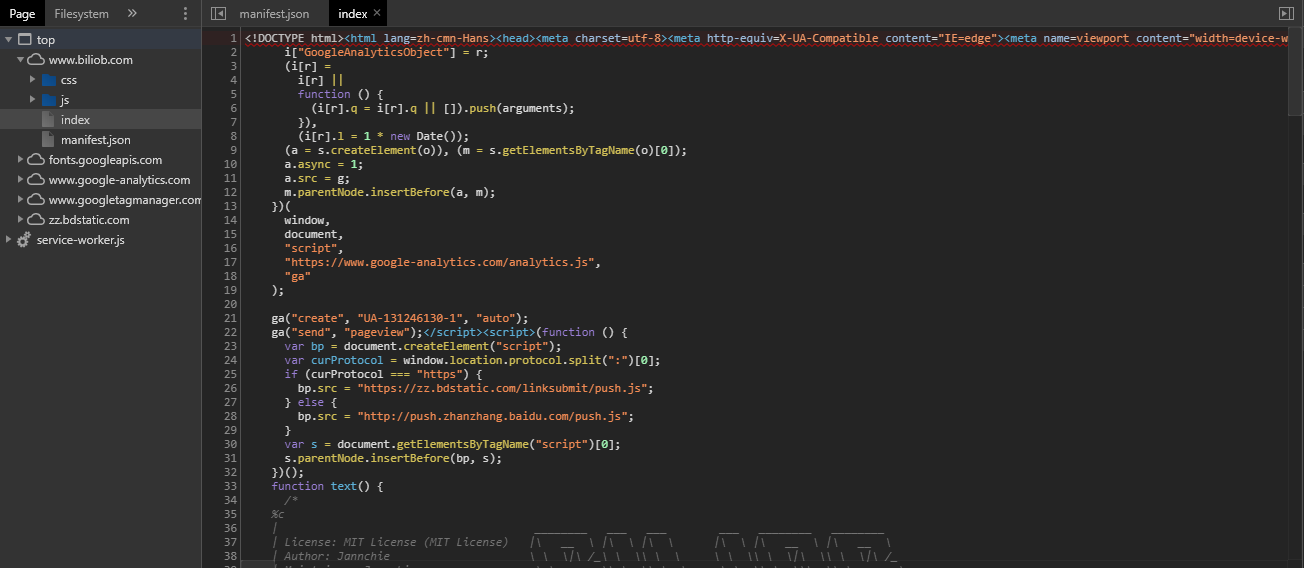 Page Filesystem » manifest.json index ×
top
www.biliob.com
css
js
index
manifest.json
fonts.googleapis.com
www.google-analytics.com
www.googletagmanager.com
zz.bdstatic.com
service-worker.js
1 <!DOCTYPE html><html lang=zh-cmn-Hans><head><meta charset=utf-8><meta http-equiv=X-UA-Compatible content="IE=edge"><meta name=viewport content="width=device-w
2 i["GoogleAnalyticsObject"] = r;
3 (i[r] =
4 i[r] ||
5 function () {
6 (i[r].q = i[r].q || []).push(arguments);
7 }),
8 (i[r].l = 1 * new Date());
9 (a = s.createElement(o)), (m = s.getElementsByTagName(o)[0]);
10 a.async = 1;
11 a.src = g;
12 m.parentNode.insertBefore(a, m);
13 })(
14 window,
15 document,
16 "script",
17 "https://www.google-analytics.com/analytics.js",
18 "ga"
19 );
20
21 ga("create", "UA-131246130-1", "auto");
22 ga("send", "pageview");</script><script>(function () {
23 var bp = document.createElement("script");
24 var curProtocol = window.location.protocol.split(":")[0];
25 if (curProtocol === "https") {
26 bp.src = "https://zz.bdstatic.com/linksubmit/push.js";
27 } else {
28 bp.src = "http://push.zhanzhang.baidu.com/push.js";
29 }
30 var s = document.getElementsByTagName("script")[0];
31 s.parentNode.insertBefore(bp, s);
32 })();
33 function text() {
34 /*
35 %c
36 |
37 | License: MIT License (MIT License)
38 | Author: Jannchie